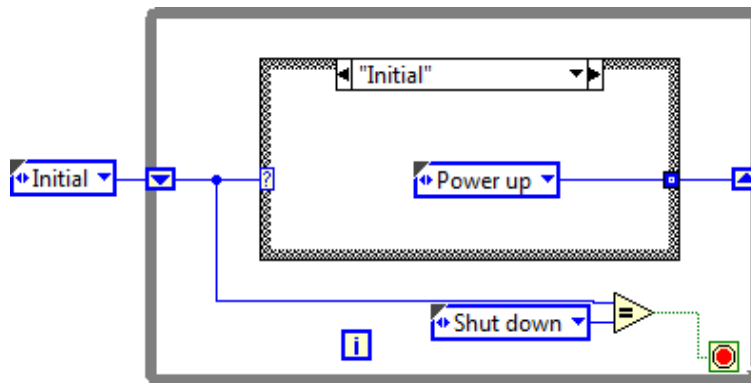 "Initial"
Initial
?
Power up
Shut down
=
i